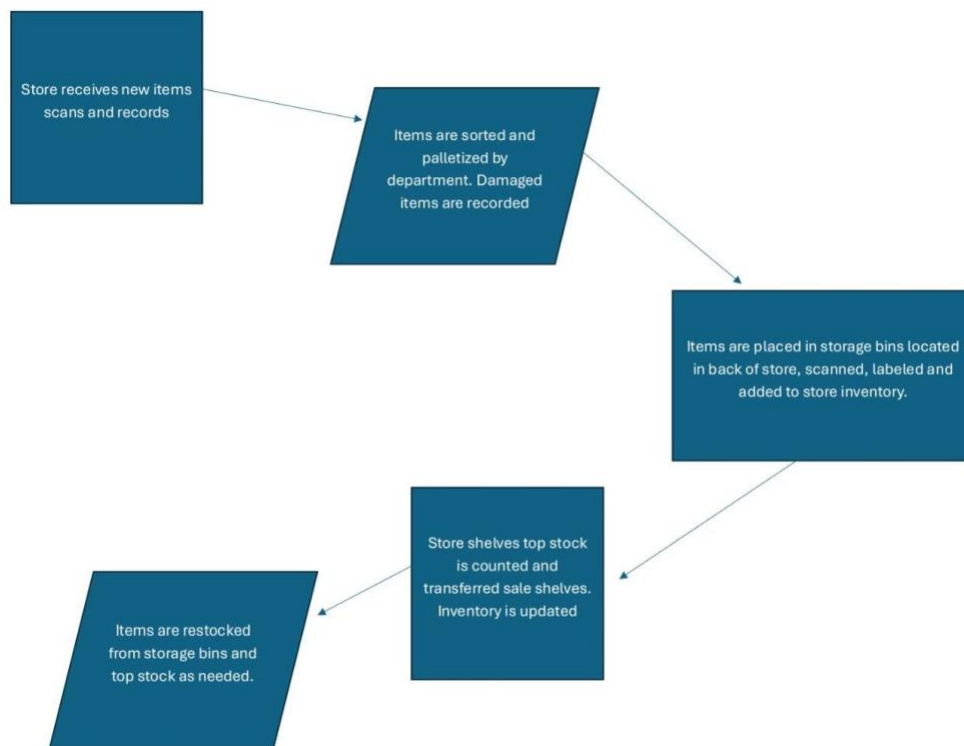 Store receives new items
scans and records
Items are sorted and
palletized by
department. Damaged
items are recorded
Items are placed in storage bins located
in back of store, scanned, labeled and
added to store inventory.
Store shelves top stock
is counted and
transferred sale shelves.
Inventory is updated
Items are restocked
from storage bins and
top stock as needed.